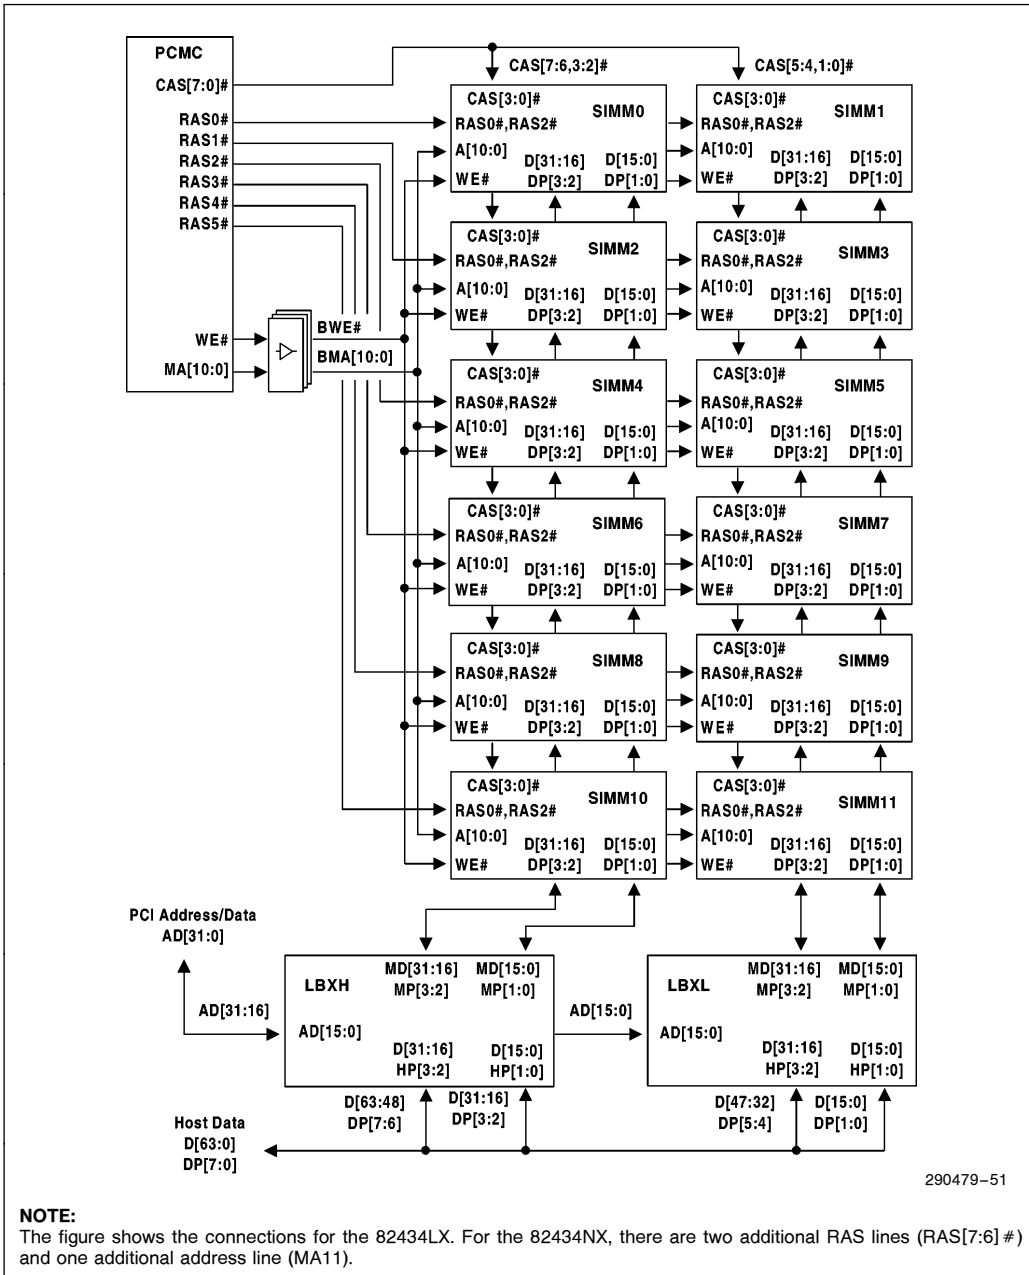 PCMC
CAS[7:0]#
RAS0#
RAS1#
RAS2#
RAS3#
RAS4#
RAS5#
WE#
MA[10:0]
BWE#
BMA[10:0]
CAS[7:6,3:2]#
CAS[5:4,1:0]#
CAS[3:0]#
SIMM0
RAS0#,RAS2#
A[10:0]
D[31:16] D[15:0]
WE#
DP[3:2] DP[1:0]
CAS[3:0]#
SIMM1
RAS0#,RAS2#
A[10:0]
D[31:16] D[15:0]
WE#
DP[3:2] DP[1:0]
CAS[3:0]#
SIMM2
RAS0#,RAS2#
A[10:0]
D[31:16] D[15:0]
WE#
DP[3:2] DP[1:0]
CAS[3:0]#
SIMM3
RAS0#,RAS2#
A[10:0]
D[31:16] D[15:0]
WE#
DP[3:2] DP[1:0]
CAS[3:0]#
SIMM4
RAS0#,RAS2#
A[10:0]
D[31:16] D[15:0]
WE#
DP[3:2] DP[1:0]
CAS[3:0]#
SIMM5
RAS0#,RAS2#
A[10:0]
D[31:16] D[15:0]
WE#
DP[3:2] DP[1:0]
CAS[3:0]#
SIMM6
RAS0#,RAS2#
A[10:0]
D[31:16] D[15:0]
WE#
DP[3:2] DP[1:0]
CAS[3:0]#
SIMM7
RAS0#,RAS2#
A[10:0]
D[31:16] D[15:0]
WE#
DP[3:2] DP[1:0]
CAS[3:0]#
SIMM8
RAS0#,RAS2#
A[10:0]
D[31:16] D[15:0]
WE#
DP[3:2] DP[1:0]
CAS[3:0]#
SIMM9
RAS0#,RAS2#
A[10:0]
D[31:16] D[15:0]
WE#
DP[3:2] DP[1:0]
CAS[3:0]#
SIMM10
RAS0#,RAS2#
A[10:0]
D[31:16] D[15:0]
WE#
DP[3:2] DP[1:0]
CAS[3:0]#
SIMM11
RAS0#,RAS2#
A[10:0]
D[31:16] D[15:0]
WE#
DP[3:2] DP[1:0]
PCI Address/Data
AD[31:0]
AD[31:16]
LBXH
MD[31:16] MD[15:0]
MP[3:2] MP[1:0]
AD[15:0]
D[31:16] D[15:0]
HP[3:2] HP[1:0]
AD[15:0]
LBXL
MD[31:16] MD[15:0]
MP[3:2] MP[1:0]
AD[15:0]
D[31:16] D[15:0]
HP[3:2] HP[1:0]
D[63:48] D[31:16]
DP[7:6] DP[3:2]
D[47:32] D[15:0]
DP[5:4] DP[1:0]
Host Data
D[63:0]
DP[7:0]
290479–51
NOTE:
The figure shows the connections for the 82434LX. For the 82434NX, there are two additional RAS lines (RAS[7:6]#)
and one additional address line (MA11).